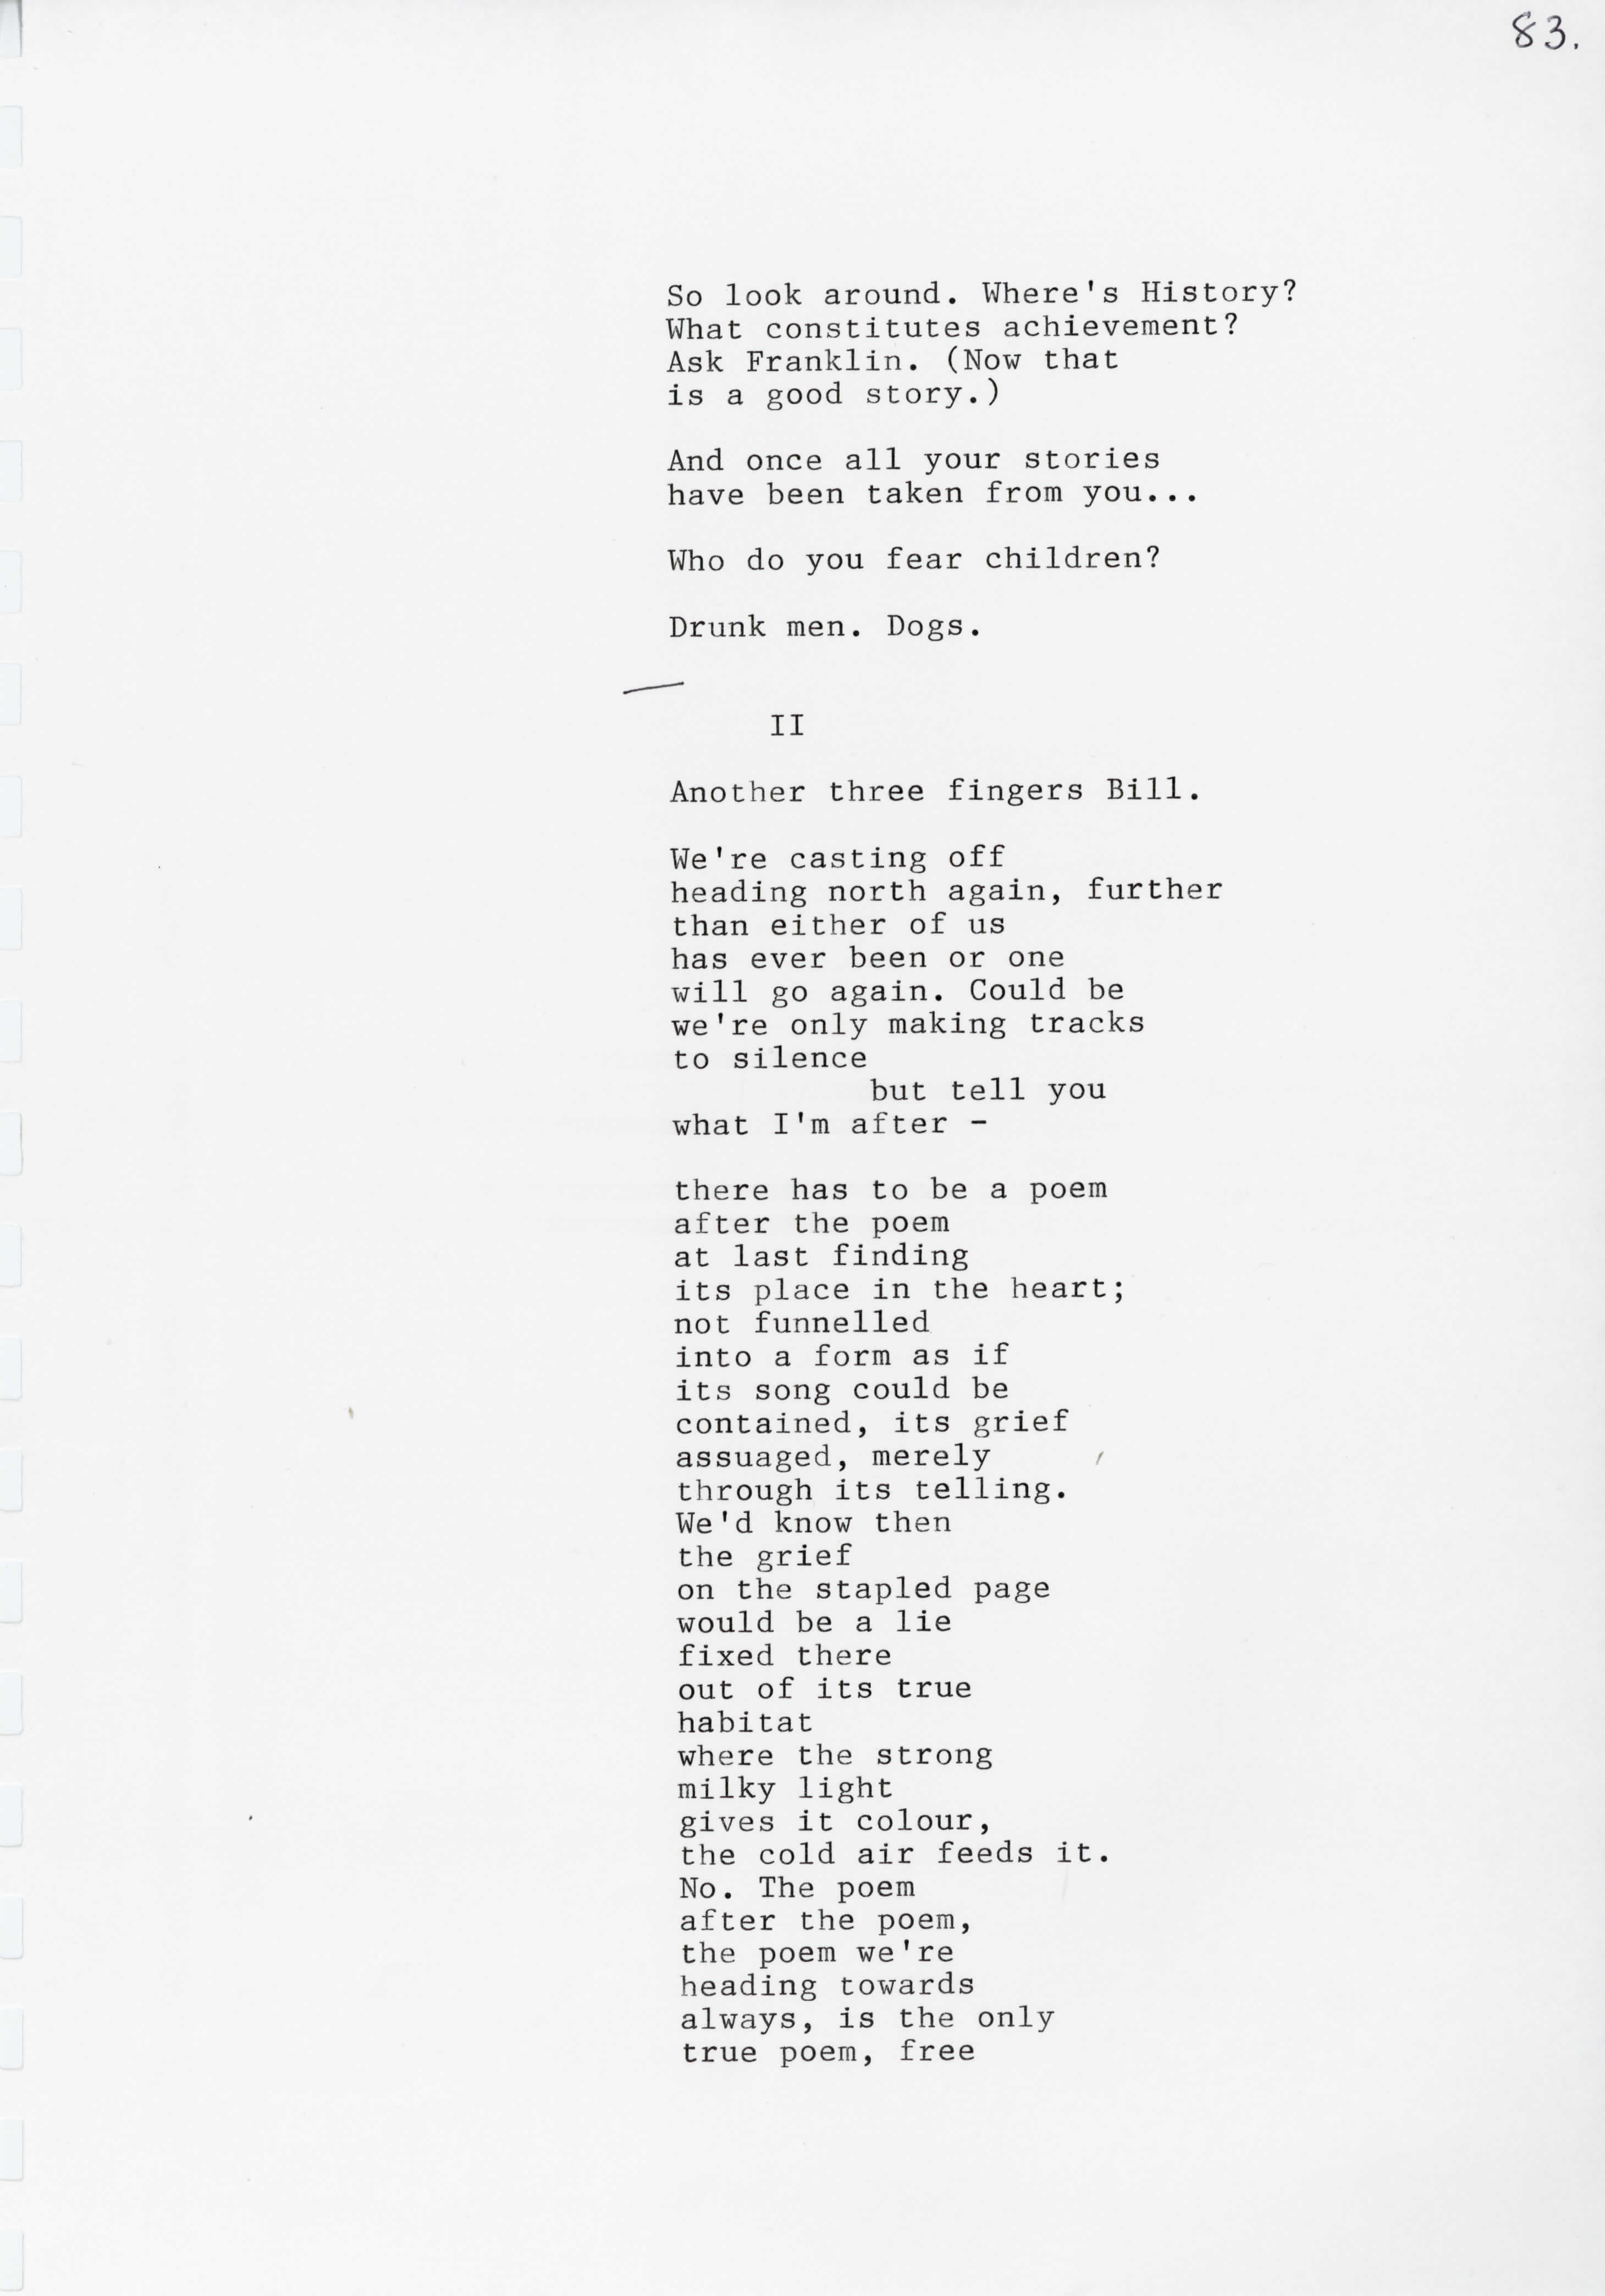 83.
So look around. Where's History?
What constitutes achievement?
Ask Franklin. (Now that
is a good story.)
And once all your stories
have been taken from you...
Who do you fear children?
Drunk men. Dogs.
II
Another three fingers Bill.
We're casting off
heading north again, further
than either of us
has ever been or one
will go again. Could be
we're only making tracks
to silence
but tell you
what I'm after -
there has to be a poem
after the poem
at last finding
its place in the heart;
not funnelled
into a form as if
its song could be
contained, its grief
assuaged, merely
through its telling.
We'd know then
the grief
on the stapled page
would be a lie
fixed there
out of its true
habitat
where the strong
milky light
gives it colour,
the cold air feeds it.
No. The poem
after the poem,
the poem we're
heading towards
always, is the only
true poem, free